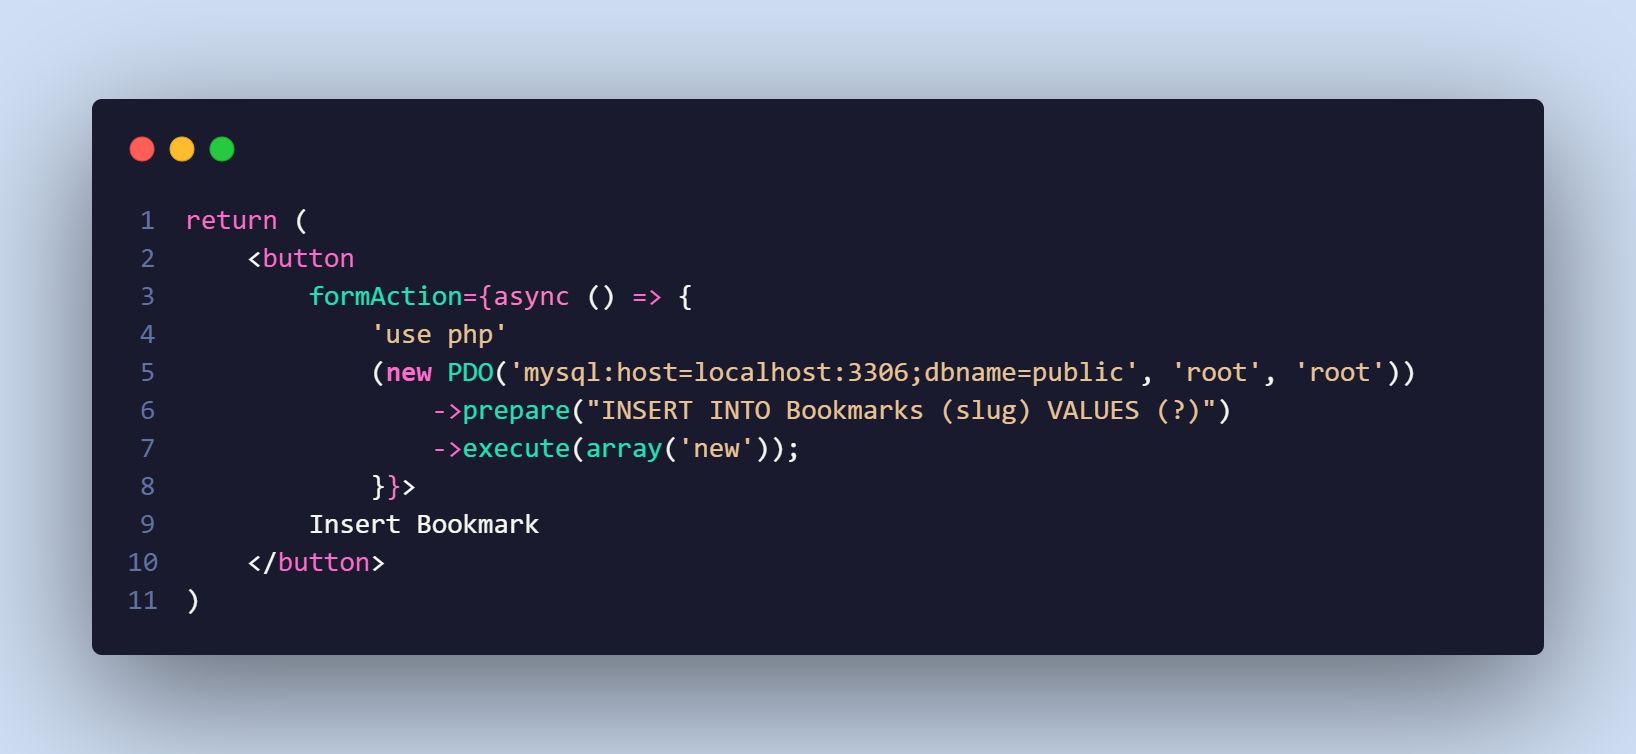 1 return (
2     <button
3         formAction={async () => {
4             'use php'
5             (new PDO('mysql:host=localhost:3306;dbname=public', 'root', 'root'))
6                 ->prepare("INSERT INTO Bookmarks (slug) VALUES (?)")
7                 ->execute(array('new'));
8             }}>
9         Insert Bookmark
10     </button>
11 )